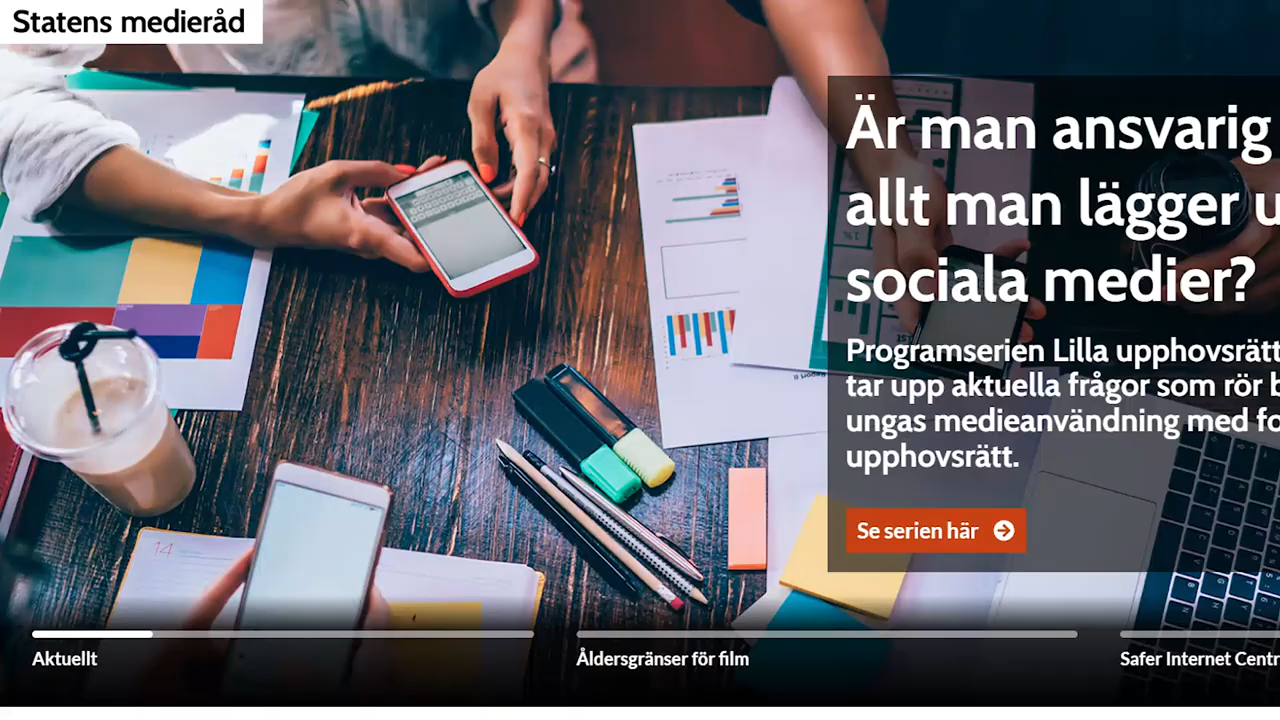 Statens medieråd
Är man ansvarig
allt man lägger u
sociala medier?
Programserien Lilla upphovsrätt
tar upp aktuella frågor som rör b
ungas medieanvändning med fo
upphovsrätt.
Se serien här
14
Aktuellt
Åldersgränser för film
Safer Internet Centr